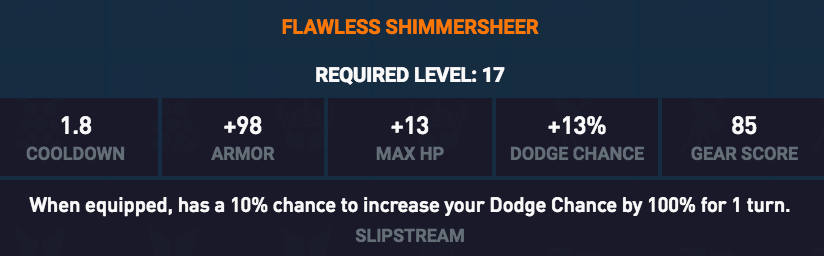 FLAWLESS SHIMMERSHEER
REQUIRED LEVEL: 17
1.8 +98 +13 +13% 85
COOLDOWN ARMOR MAX HP DODGE CHANCE GEAR SCORE
When equipped, has a 10% chance to increase your Dodge Chance by 100% for 1 turn.
SLIPSTREAM